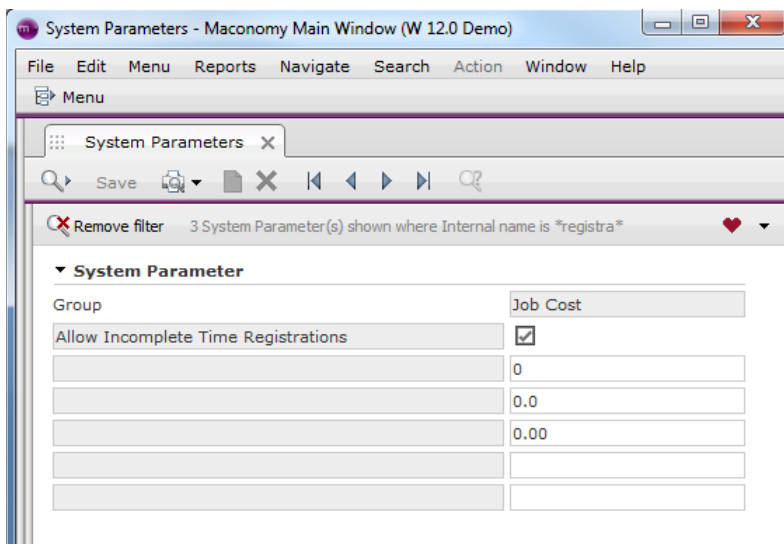 System Parameters - Maconomy Main Window (W 12.0 Demo)
File Edit Menu Reports Navigate Search Action Window Help
Menu
System Parameters
Save
Remove filter 3 System Parameter(s) shown where Internal name is *registra*
System Parameter
Group Job Cost
Allow Incomplete Time Registrations
0
0.0
0.00